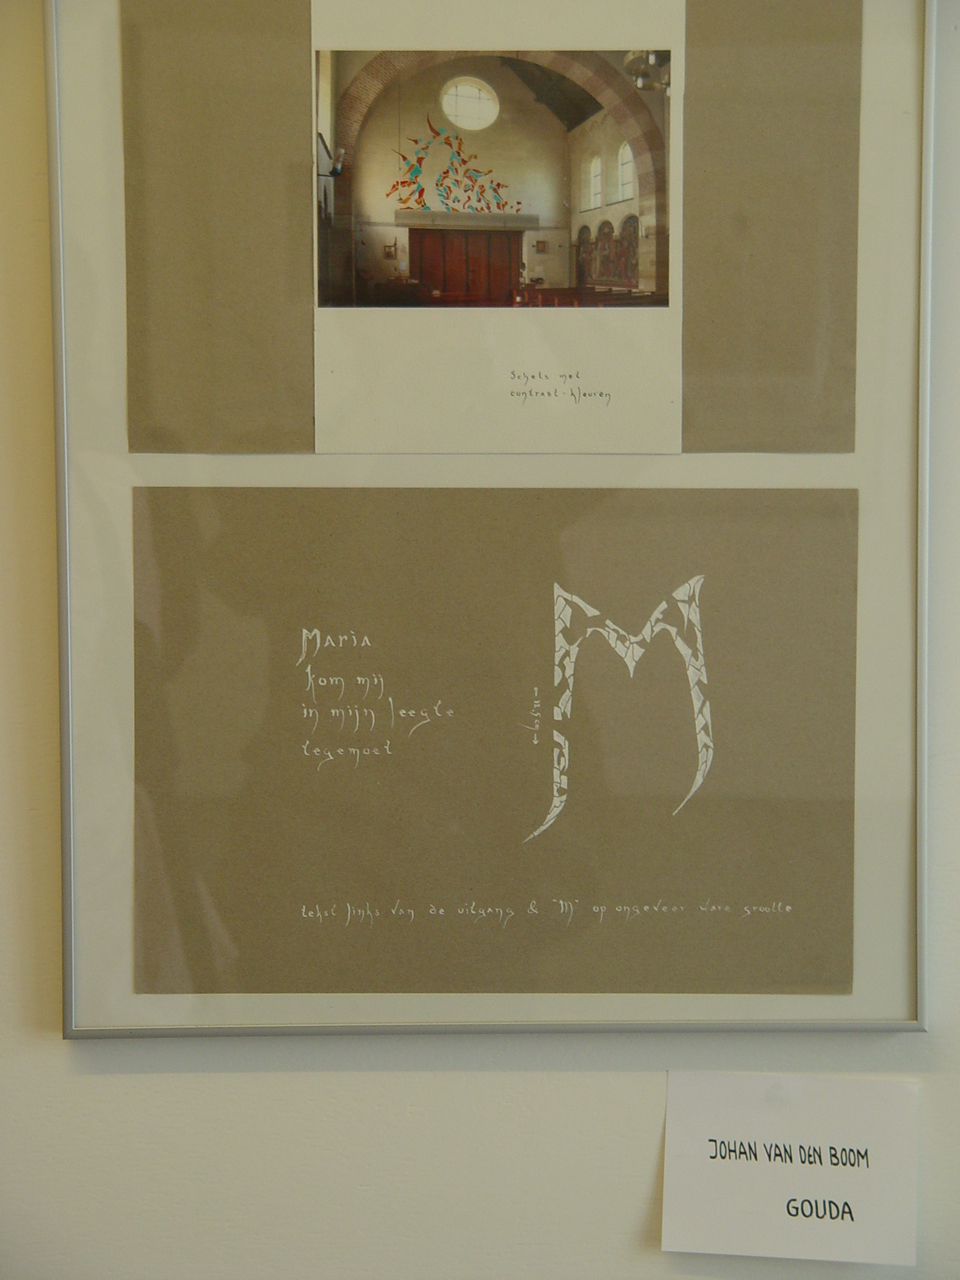 Schets met
contrast-kleuren
Maria
kom mij
in mijn leegte
tegemoet
M
tekst links van de uitgang & "M" op ongeveer ware grootte
JOHAN VAN DEN BOOM
GOUDA